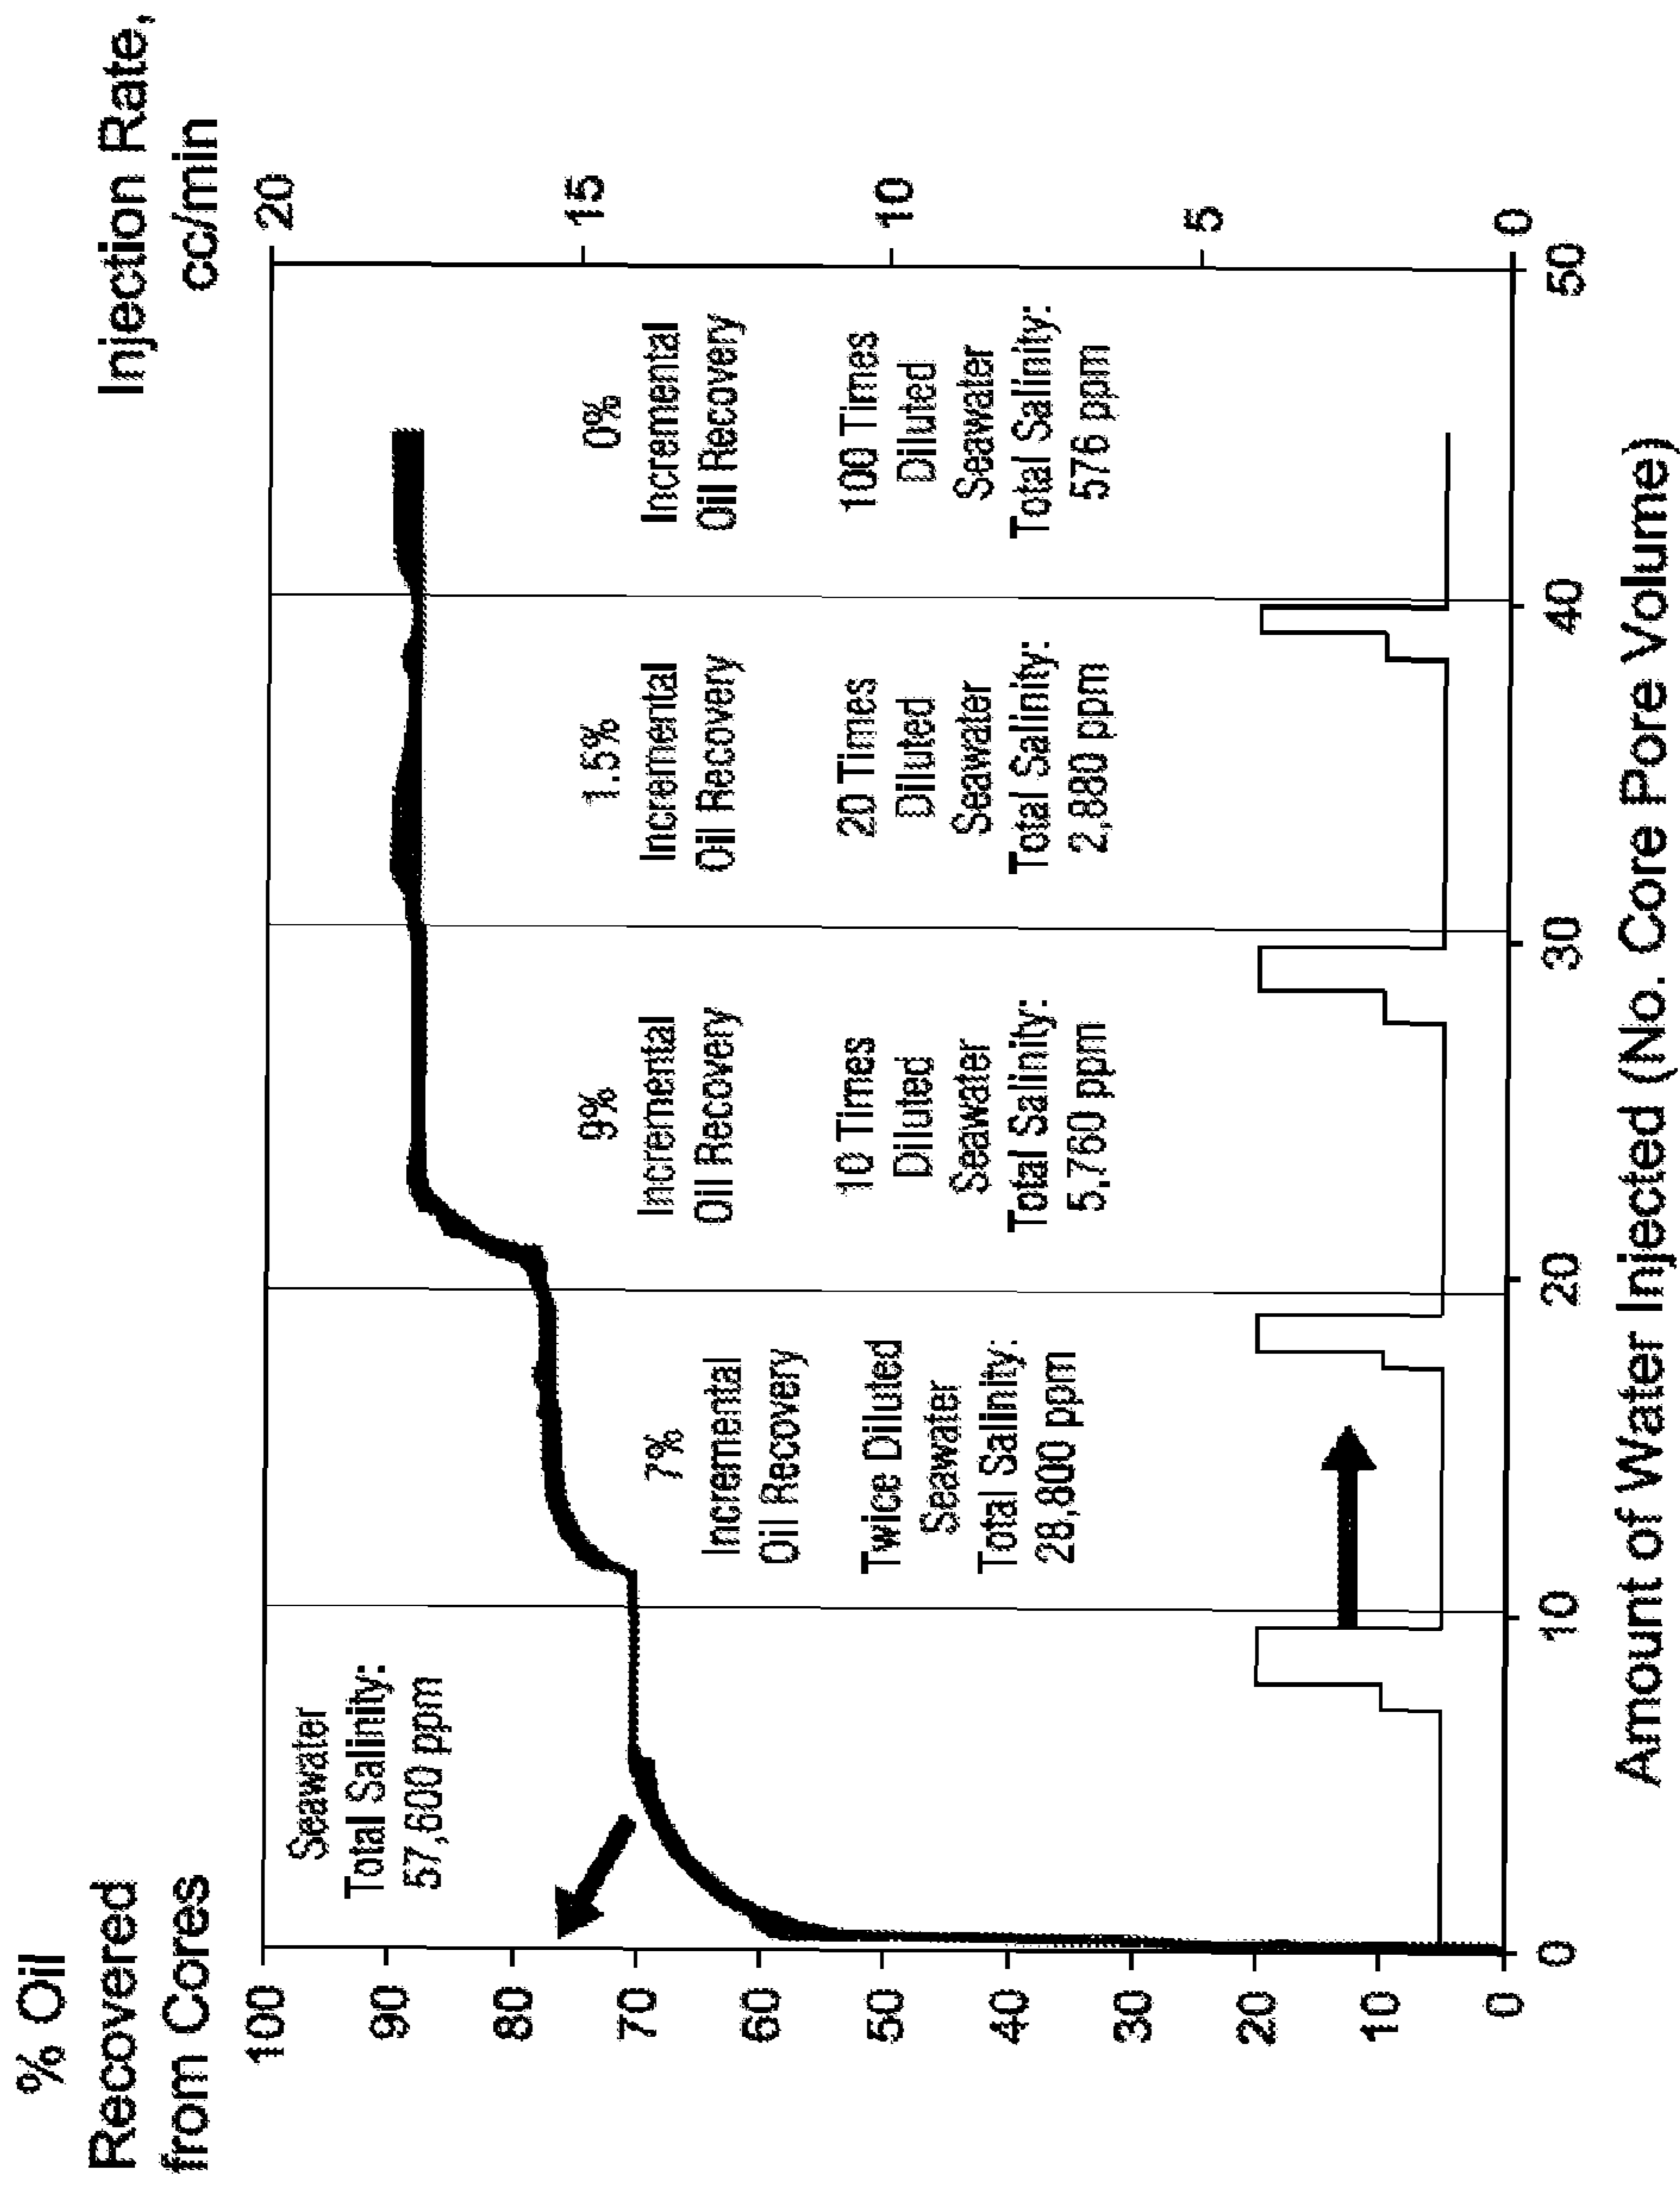 % Oil
Recovered
from Cores
Injection Rate,
cc/min
100
90
80
70
60
50
40
30
20
10
0
Seawater
Total Salinity:
57,600 ppm
7%
Incremental
Oil Recovery
Twice Diluted
Seawater
Total Salinity:
28,800 ppm
9%
Incremental
Oil Recovery
10 Times
Diluted
Seawater
Total Salinity:
5,760 ppm
1.5%
Incremental
Oil Recovery
20 Times
Diluted
Seawater
Total Salinity:
2,880 ppm
0%
Incremental
Oil Recovery
100 Times
Diluted
Seawater
Total Salinity:
576 ppm
20
15
10
5
0
0
10
20
30
40
50
Amount of Water Injected (No. Core Pore Volume)